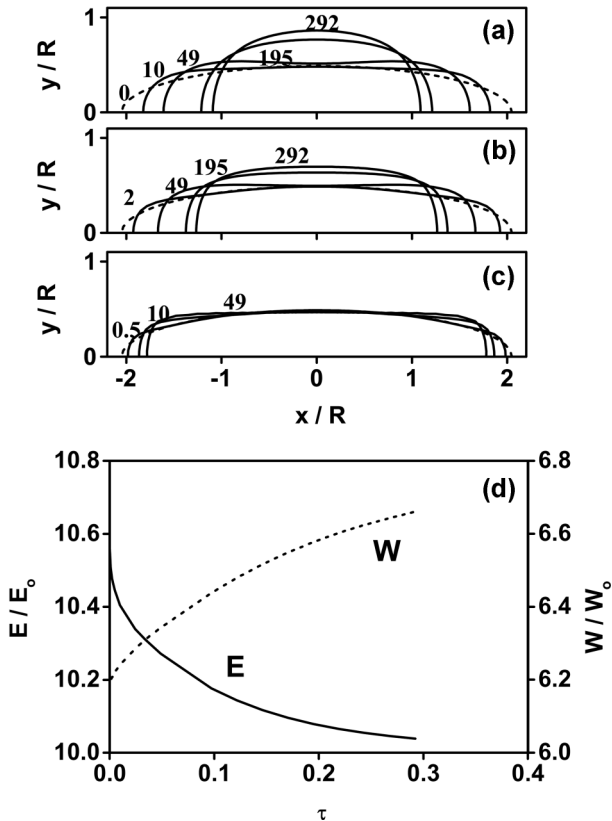 1
y / R
0
292
(a)
49
10
195
0
1
y / R
0
292
(b)
195
49
2
1
y / R
0
(c)
49
10
0.5
-2 -1 0 1 2
x / R
10.8 6.8
(d)
10.6 6.6
W
E / Eo
W / Wo
10.4 6.4
E
10.2 6.2
10.0 6.0
0.0 0.1 0.2 0.3 0.4
τ